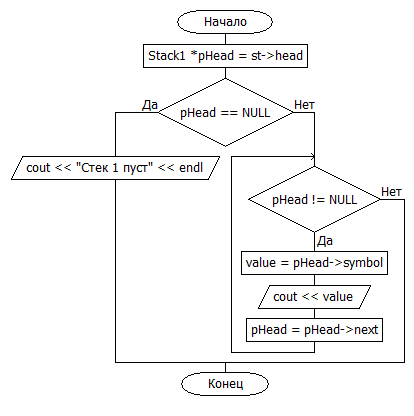 Начало
Stack1 *pHead = st->head
Да
Нет
pHead == NULL
cout << "Стек 1 пуст" << endl
Нет
pHead != NULL
Да
value = pHead->symbol
cout << value
pHead = pHead->next
Конец